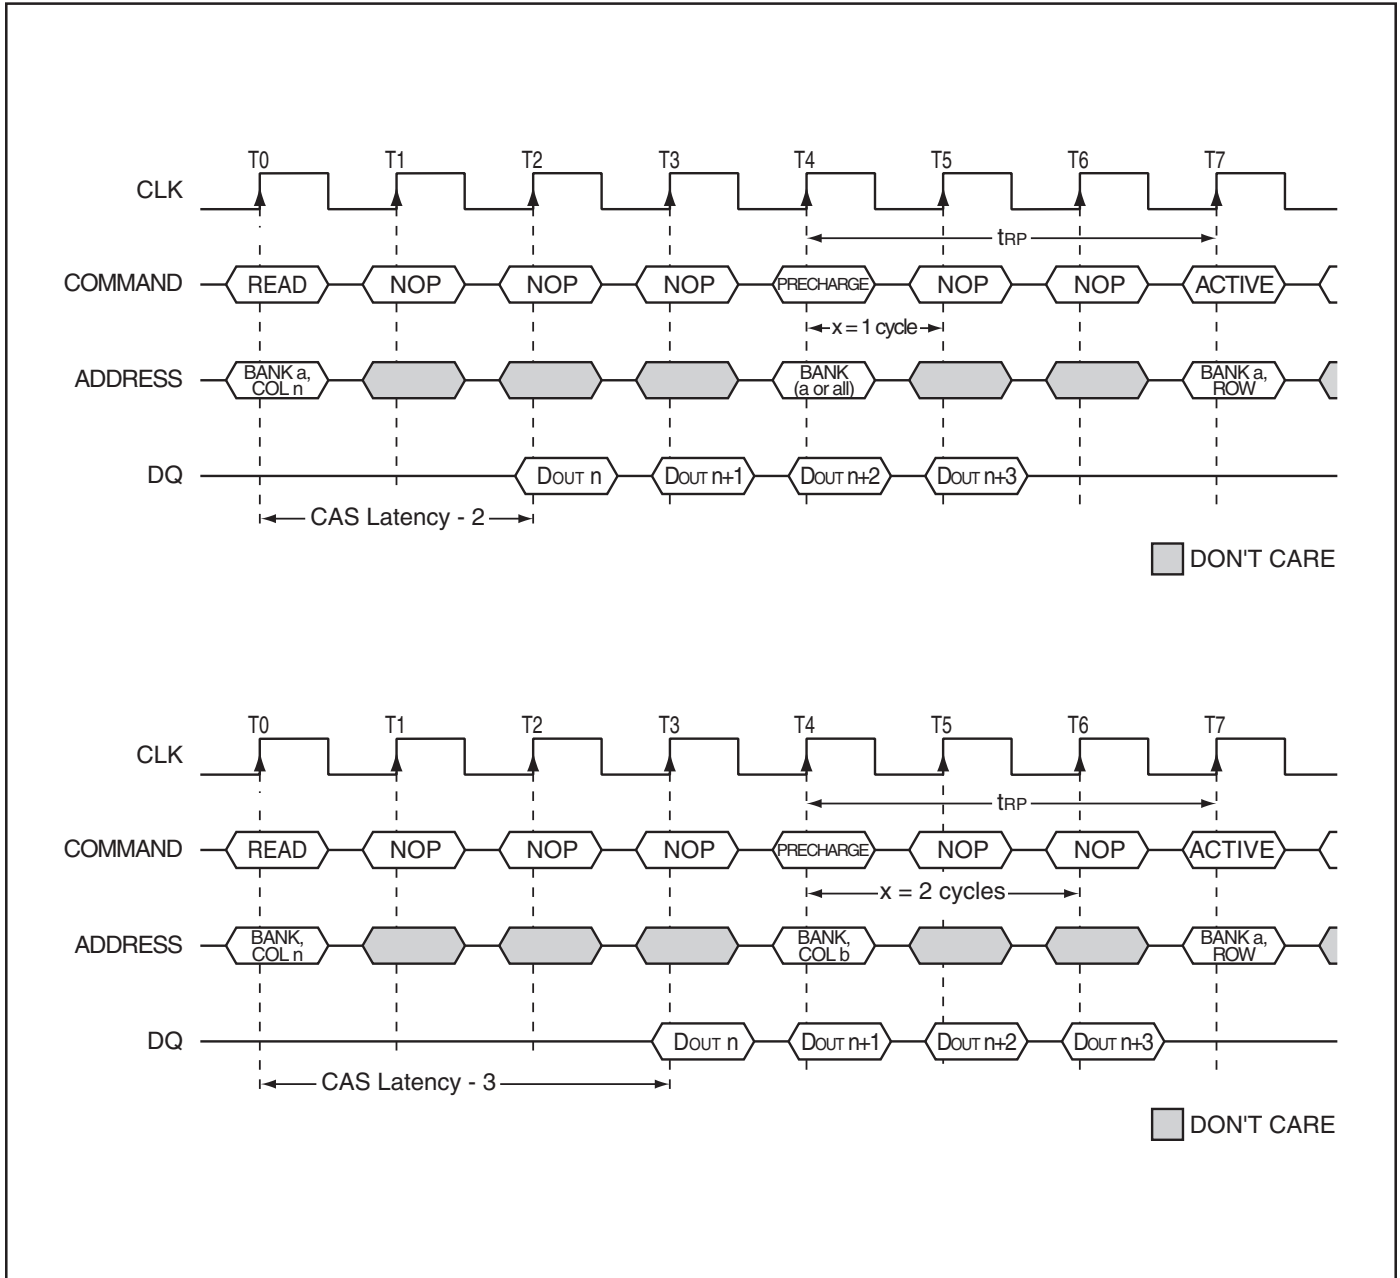 T0 T1 T2 T3 T4 T5 T6 T7
CLK
tRP
COMMAND READ NOP NOP NOP PRECHARGE NOP NOP ACTIVE
x = 1 cycle
ADDRESS BANK a, COL n BANK (a or all) BANK a, ROW
DQ DOUT n DOUT n+1 DOUT n+2 DOUT n+3
CAS Latency - 2
DON'T CARE
T0 T1 T2 T3 T4 T5 T6 T7
CLK
tRP
COMMAND READ NOP NOP NOP PRECHARGE NOP NOP ACTIVE
x = 2 cycles
ADDRESS BANK, COL n BANK, COL b BANK a, ROW
DQ DOUT n DOUT n+1 DOUT n+2 DOUT n+3
CAS Latency - 3
DON'T CARE